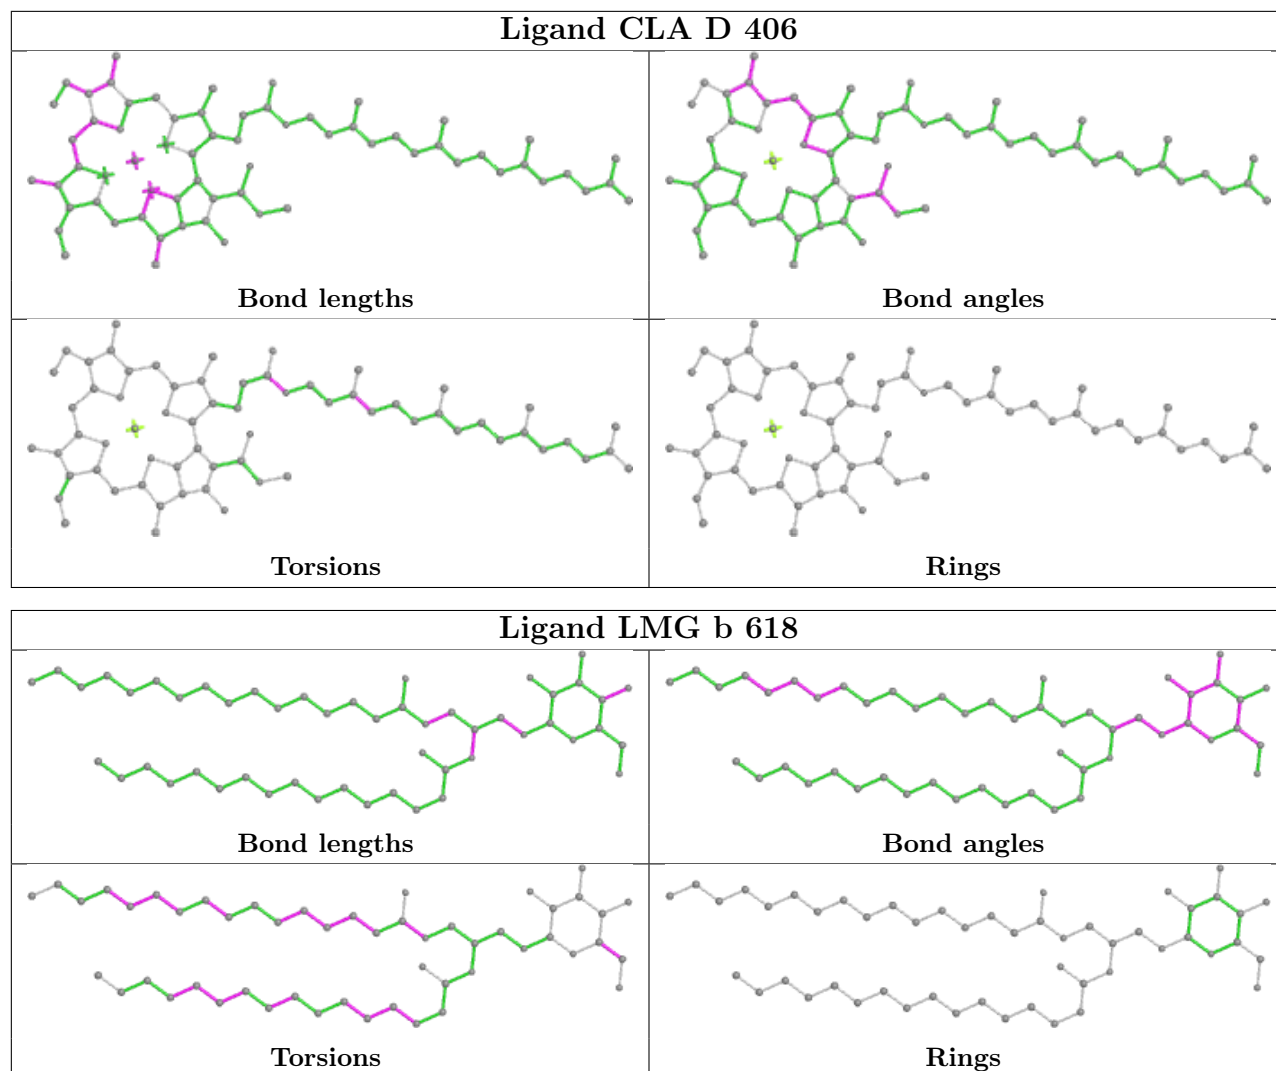 Ligand CLA D 406
Bond lengths
Bond angles
Torsions
Rings
Ligand LMG b 618
Bond lengths
Bond angles
Torsions
Rings